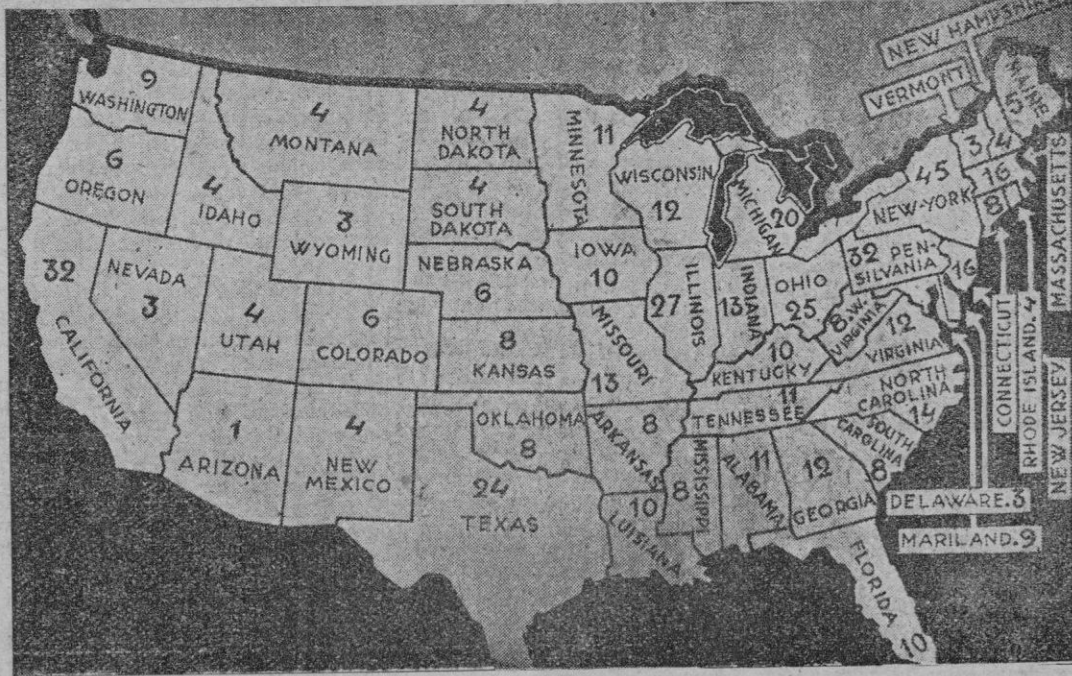 NEW HAMPSHIRE
VERMONT
MAINE
5
9
WASHINGTON
4
MONTANA
4
NORTH
DAKOTA
11
MINNESOTA
3
4
MASSACHUSETTS
6
OREGON
4
IDAHO
3
WYOMING
4
SOUTH
DAKOTA
WISCONSIN
12
MICHIGAN
20
45
NEW-YORK
16
8
32
CALIFORNIA
NEVADA
3
NEBRASKA
6
IOWA
10
27
ILLINOIS
13
INDIANA
OHIO
25
32 PEN-
SILVANIA
16
4
UTAH
6
COLORADO
8
KANSAS
MISSOURI
13
10
KENTUCKY
8.W.
VIRGINIA
12
VIRGINIA
CONNECTICUT
RHODE ISLAND.4
NEW JERSEY
1
ARIZONA
4
NEW
MEXICO
OKLAHOMA
8
8
ARKANSAS
11
TENNESSEE
NORTH
CAROLINA
14
SOUTH
CAROLINA
8
24
TEXAS
10
LUISIANA
8
MISSISSIPPI
11
ALABAMA
12
GEORGIA
DELAWARE.3
MARILAND.9
FLORIDA
10